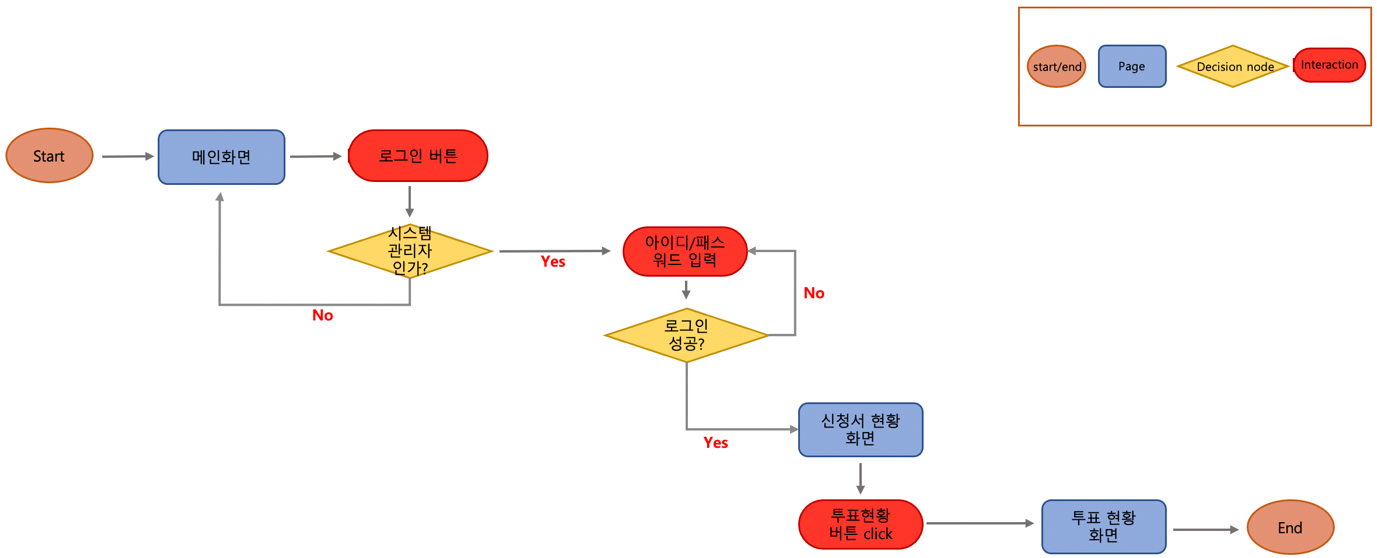 start/end
Page
Decision node
Interaction
Start
메인화면
로그인 버튼
시스템
관리자
인가?
Yes
No
아이디/패스
워드 입력
No
로그인
성공?
Yes
신청서 현황
화면
투표현황
버튼 click
투표 현황
화면
End